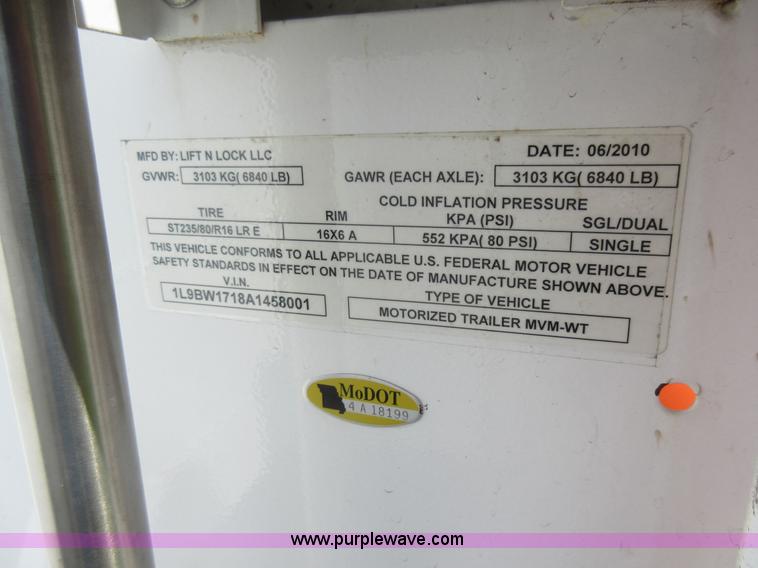 MFD BY: LIFT N LOCK LLC DATE: 06/2010
GVWR: 3103 KG( 6840 LB) GAWR (EACH AXLE): 3103 KG( 6840 LB)
COLD INFLATION PRESSURE
TIRE RIM KPA (PSI) SGL/DUAL
ST235/80/R16 LR E 16X6 A 552 KPA( 80 PSI) SINGLE
THIS VEHICLE CONFORMS TO ALL APPLICABLE U.S. FEDERAL MOTOR VEHICLE
SAFETY STANDARDS IN EFFECT ON THE DATE OF MANUFACTURE SHOWN ABOVE.
V.I.N. TYPE OF VEHICLE
1L9BW1718A1458001 MOTORIZED TRAILER MVM-WT
MoDOT
4 A 18199
www.purplewave.com